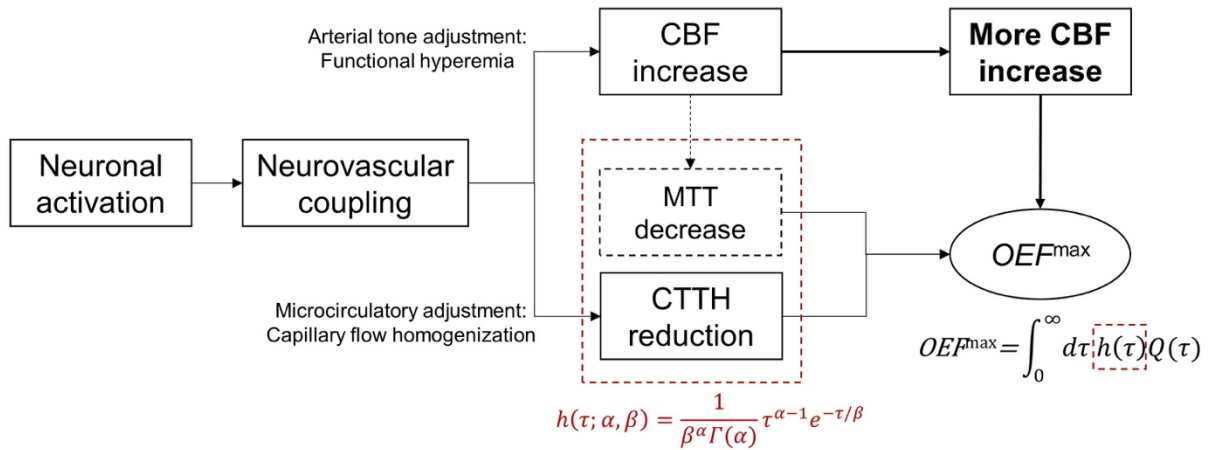 Arterial tone adjustment:
Functional hyperemia
CBF
increase
More CBF
increase
Neuronal
activation
Neurovascular
coupling
MTT
decrease
OEF^max
Microcirculatory adjustment:
Capillary flow homogenization
CTTH
reduction
OEF^max = ∫_0^∞ dτ h(τ)Q(τ)
h(τ; α, β) = 1/(β^α Γ(α)) τ^(α−1) e^(−τ/β)